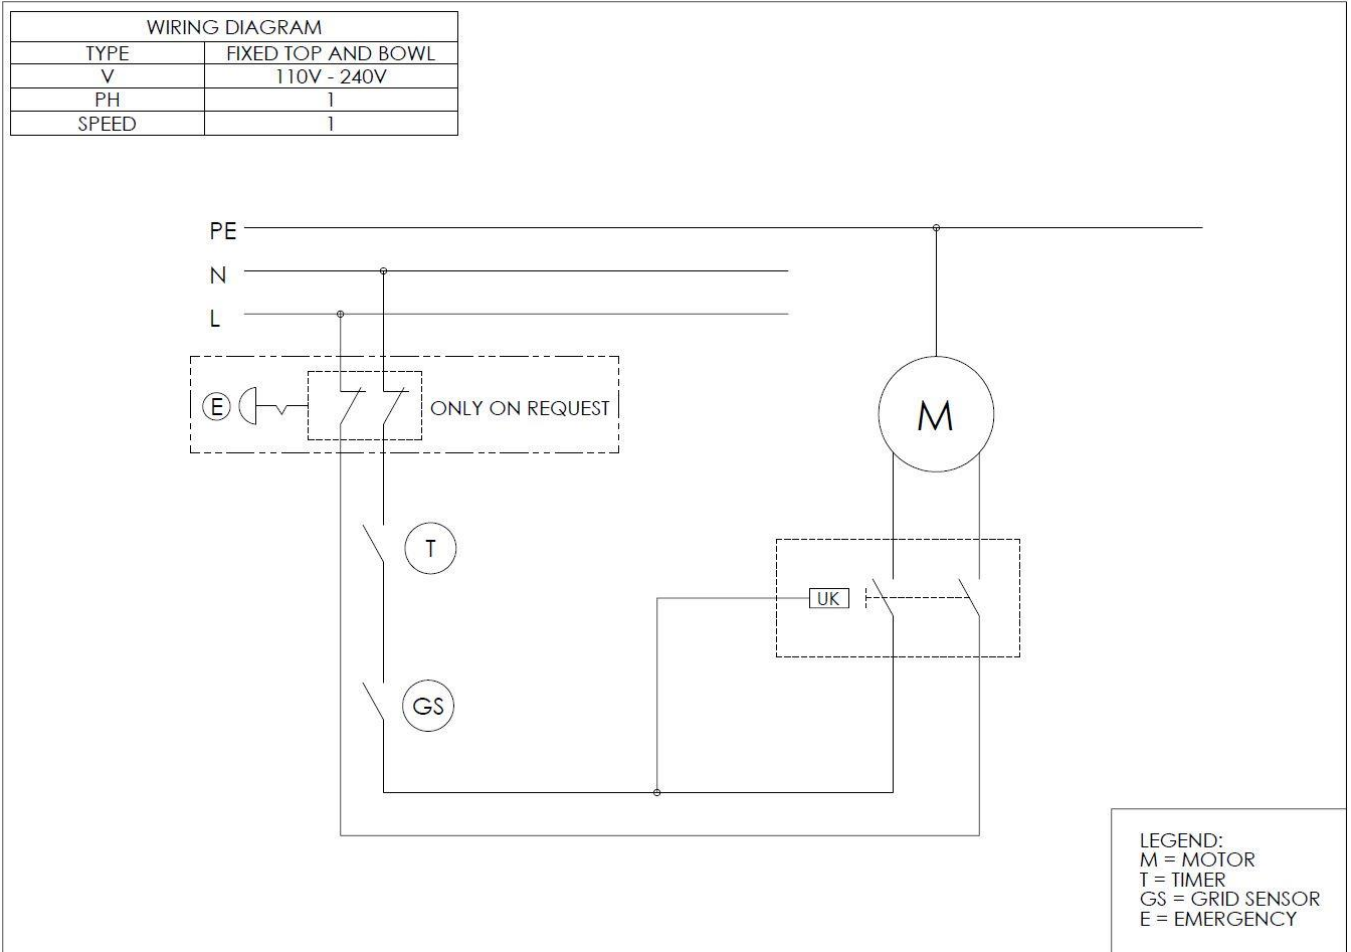 WIRING DIAGRAM
TYPE FIXED TOP AND BOWL
V 110V - 240V
PH 1
SPEED 1
PE
N
L
E ONLY ON REQUEST
M
T
UK
GS
LEGEND:
M = MOTOR
T = TIMER
GS = GRID SENSOR
E = EMERGENCY